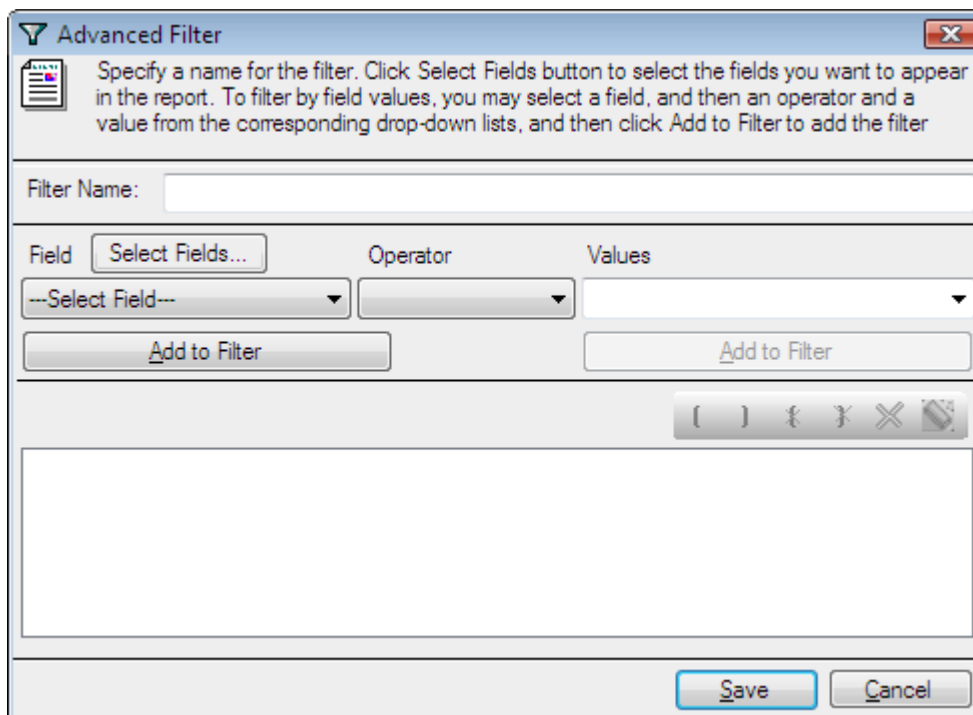 Advanced Filter
Specify a name for the filter. Click Select Fields button to select the fields you want to appear
in the report. To filter by field values, you may select a field, and then an operator and a
value from the corresponding drop-down lists, and then click Add to Filter to add the filter
Filter Name:
Field Select Fields... Operator Values
---Select Field---
Add to Filter Add to Filter
( ) { }
Save Cancel